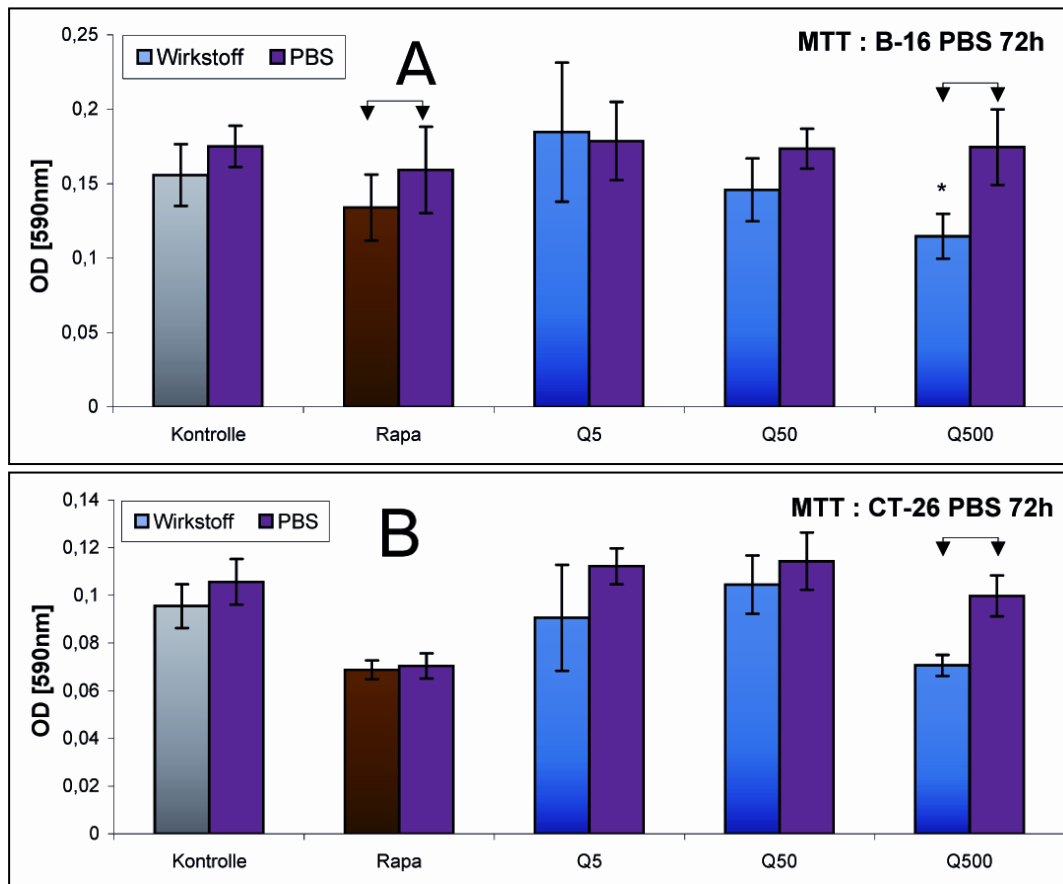 MTT : B-16 PBS 72h
Wirkstoff PBS
A
OD [590nm]
0,25
0,2
0,15
0,1
0,05
0
*
Kontrolle Rapa Q5 Q50 Q500
MTT : CT-26 PBS 72h
Wirkstoff PBS
B
OD [590nm]
0,14
0,12
0,1
0,08
0,06
0,04
0,02
0
Kontrolle Rapa Q5 Q50 Q500